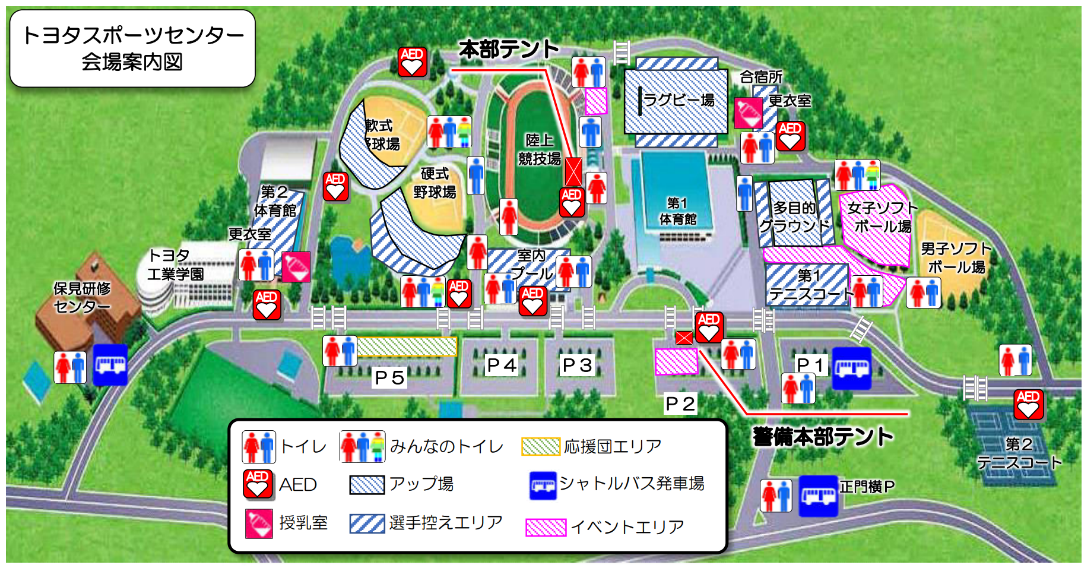 トヨタスポーツセンター
会場案内図
本部テント
AED
軟式
野球場
硬式
野球場
陸上
競技場
AED
ラグビー場
合宿所
更衣室
AED
第1
体育館
多目的
グラウンド
女子ソフト
ボール場
男子ソフト
ボール場
第1
テニスコート
AED
第2
体育館
更衣室
トヨタ
工業学園
保見研修
センター
AED
室内
プール
AED
AED
AED
P5
P4
P3
P2
P1
警備本部テント
AED
第2
テニスコート
正門横P
トイレ
みんなのトイレ
応援団エリア
AED
AED
アップ場
シャトルバス発車場
授乳室
選手控えエリア
イベントエリア